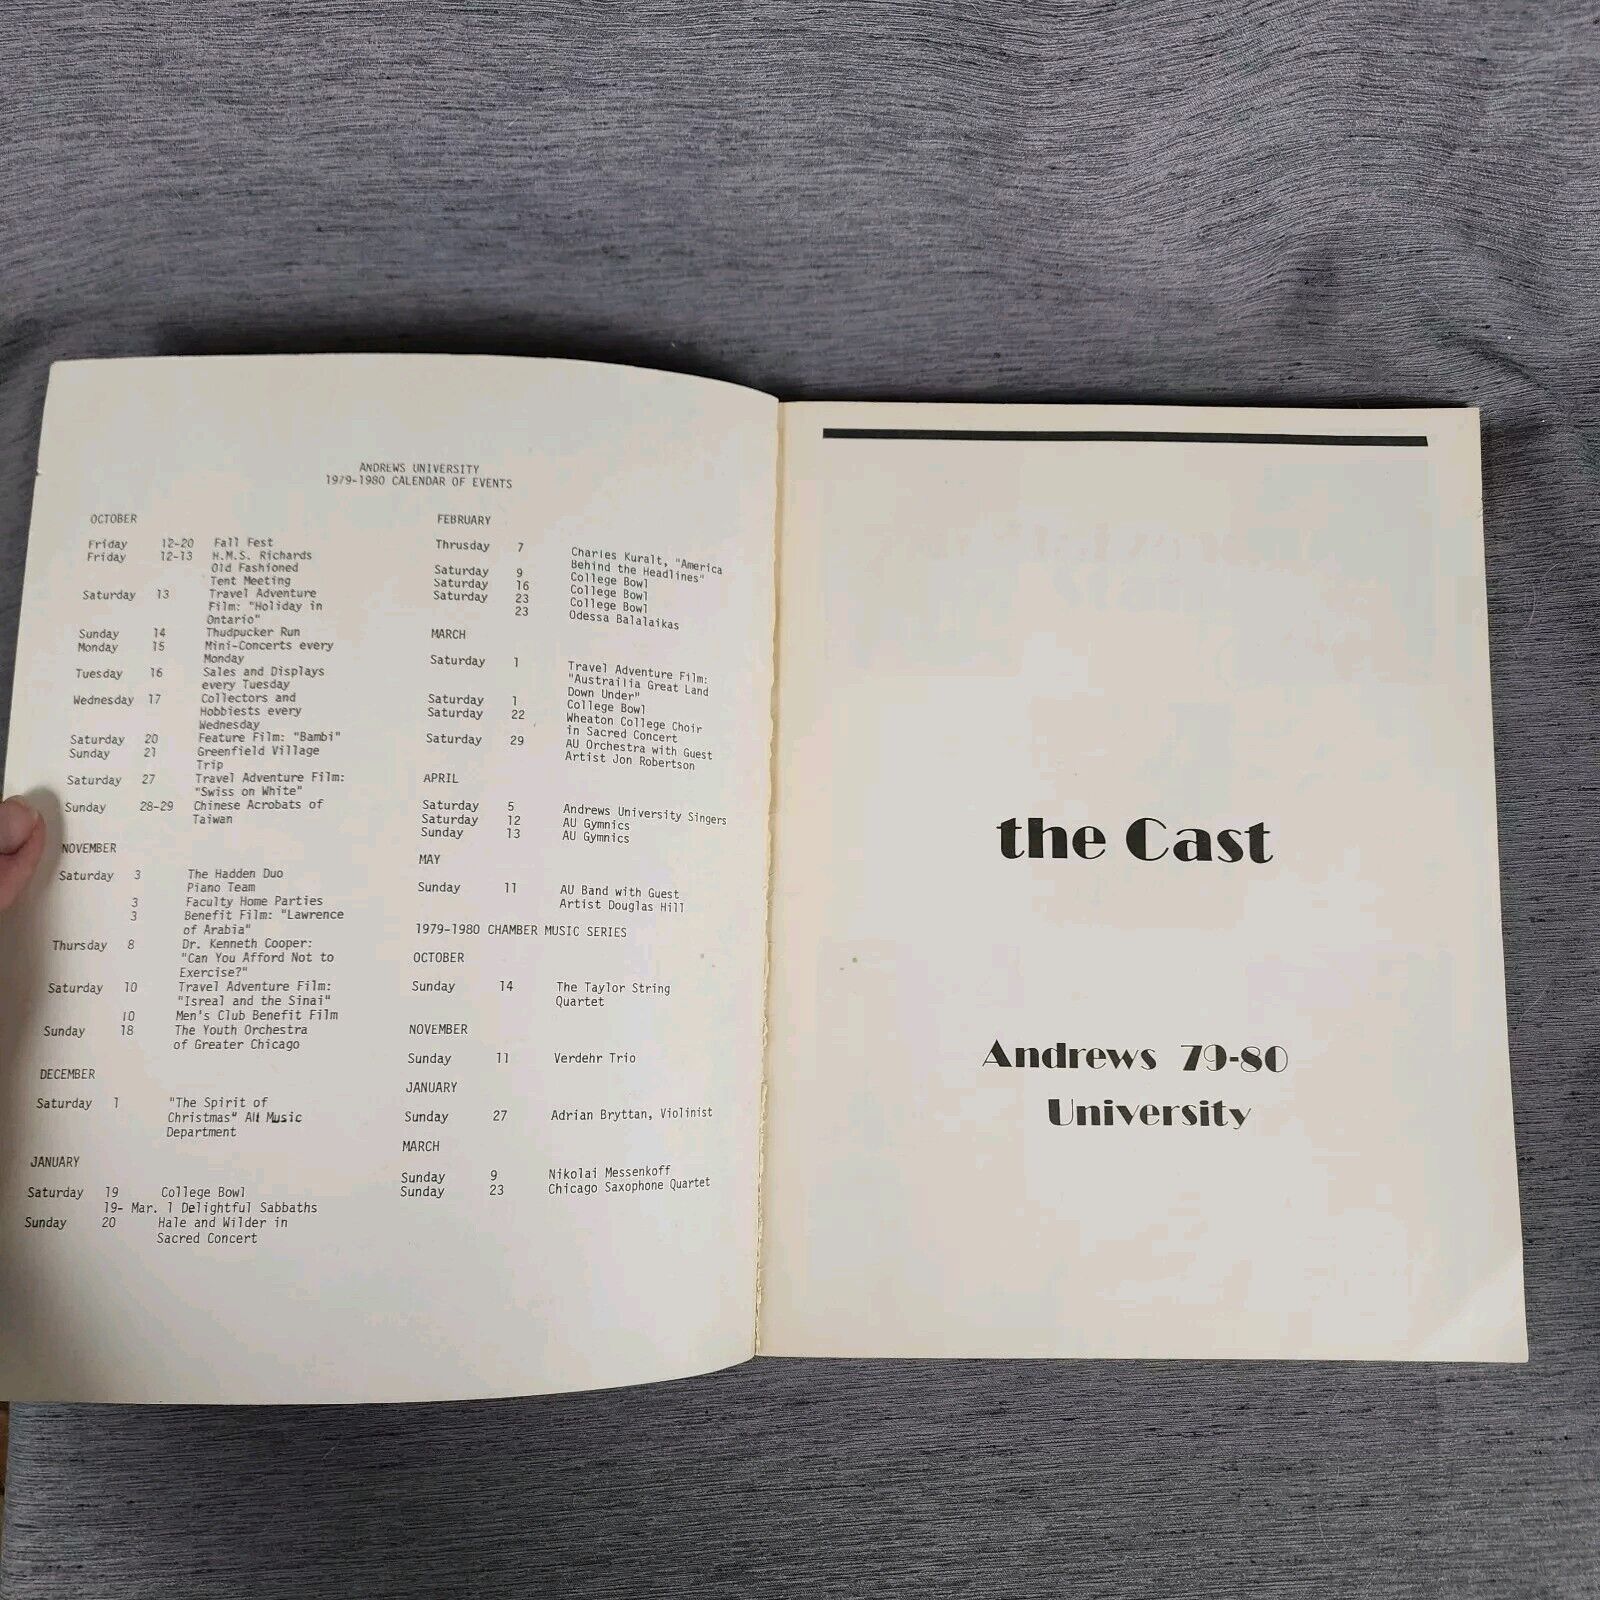 ANDREWS UNIVERSITY
1979-1980 CALENDAR OF EVENTS
OCTOBER
Friday 12-20 Fall Fest
Friday 12-13 H.M.S. Richards
Old Fashioned
Tent Meeting
Saturday 13 Travel Adventure
Film: "Holiday in
Ontario"
Sunday 14 Thudpucker Run
Monday 15 Mini-Concerts every
Monday
Tuesday 16 Sales and Displays
every Tuesday
Wednesday 17 Collectors and
Hobbiests every
Wednesday
Saturday 20 Feature Film: "Bambi"
Sunday 21 Greenfield Village
Trip
Saturday 27 Travel Adventure Film:
"Swiss on White"
Sunday 28-29 Chinese Acrobats of
Taiwan
NOVEMBER
Saturday 3 The Hadden Duo
Piano Team
3 Faculty Home Parties
3 Benefit Film: "Lawrence
of Arabia"
Thursday 8 Dr. Kenneth Cooper:
"Can You Afford Not to
Exercise?"
Saturday 10 Travel Adventure Film:
"Isreal and the Sinai"
10 Men's Club Benefit Film
Sunday 18 The Youth Orchestra
of Greater Chicago
DECEMBER
Saturday 1 "The Spirit of
Christmas" All Music
Department
JANUARY
Saturday 19 College Bowl
19- Mar. 1 Delightful Sabbaths
Sunday 20 Hale and Wilder in
Sacred Concert
FEBRUARY
Thrusday 7 Charles Kuralt, "America
Behind the Headlines"
Saturday 9 College Bowl
Saturday 16 College Bowl
Saturday 23 College Bowl
23 Odessa Balalaikas
MARCH
Saturday 1 Travel Adventure Film:
"Austrailia Great Land
Down Under"
Saturday 1 College Bowl
Saturday 22 Wheaton College Choir
in Sacred Concert
Saturday 29 AU Orchestra with Guest
Artist Jon Robertson
APRIL
Saturday 5 Andrews University Singers
Saturday 12 AU Gymnics
Sunday 13 AU Gymnics
MAY
Sunday 11 AU Band with Guest
Artist Douglas Hill
1979-1980 CHAMBER MUSIC SERIES
OCTOBER
Sunday 14 The Taylor String
Quartet
NOVEMBER
Sunday 11 Verdehr Trio
JANUARY
Sunday 27 Adrian Bryttan, Violinist
MARCH
Sunday 9 Nikolai Messenkoff
Sunday 23 Chicago Saxophone Quartet
the Cast
Andrews 79-80
University